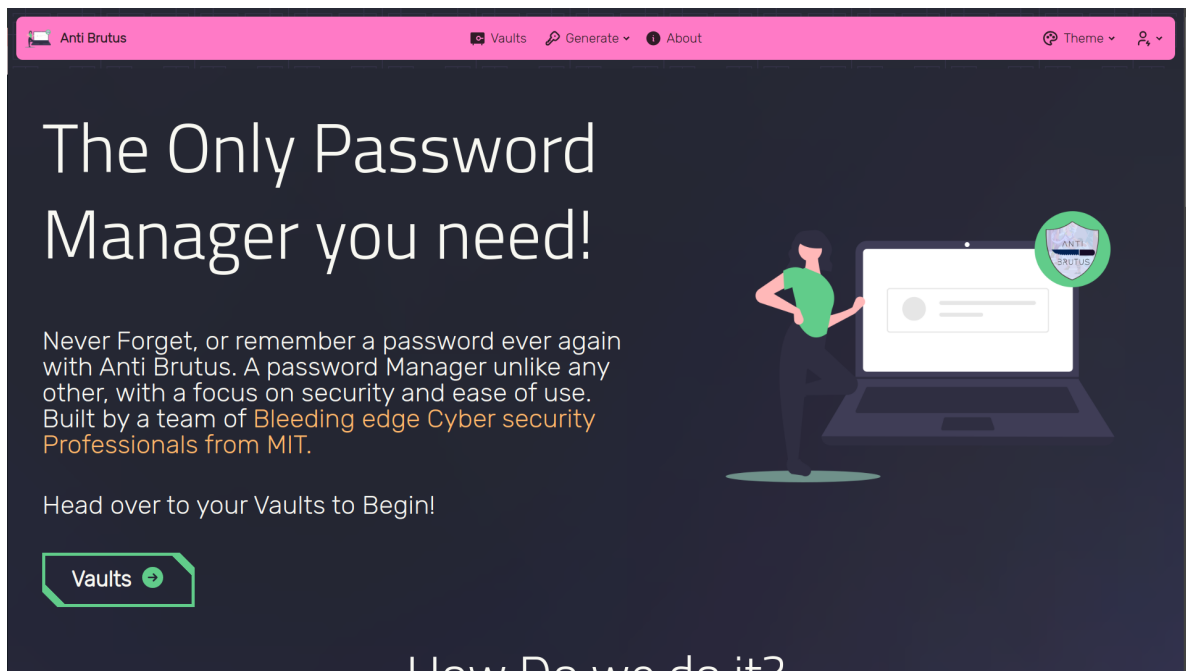 Anti Brutus
Vaults
Generate
About
Theme
The Only Password
Manager you need!
ANTI
BRUTUS
Never Forget, or remember a password ever again
with Anti Brutus. A password Manager unlike any
other, with a focus on security and ease of use.
Built by a team of Bleeding edge Cyber security
Professionals from MIT.
Head over to your Vaults to Begin!
Vaults
How Do we do it?